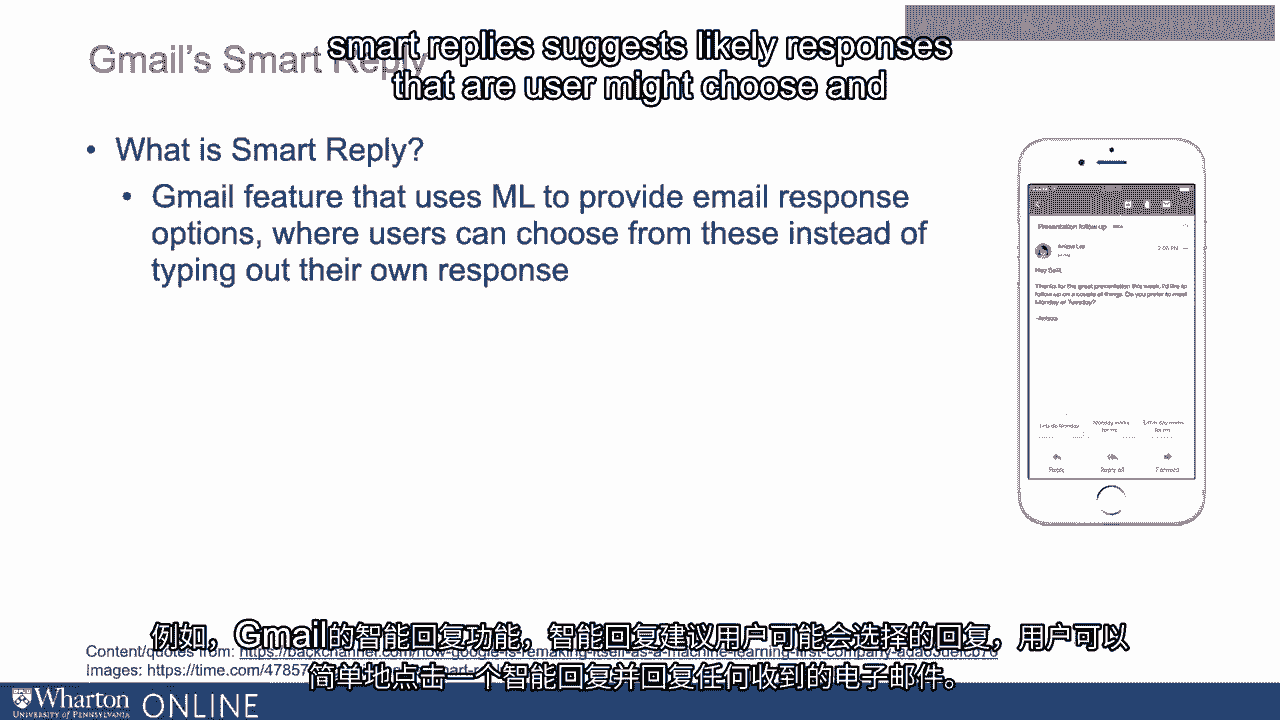 smart replies suggests likely responses
that are user might choose and
Gmail's Smart Reply
• What is Smart Reply?
• Gmail feature that uses ML to provide email response
options, where users can choose from these instead of
typing out their own response
Presentation follow up
2:06 PM
Thanks for the great presentation this week. I'd like to
follow up on a couple of things. Do you prefer to meet
Monday or Tuesday?
Reply
Reply all
Forward
例如，Gmail的智能回复功能，智能回复建议用户可能会选择的回复，用户可以
简单地点击一个智能回复并回复任何收到的电子邮件。
Content/quotes from: https://backchannel.com/how-google-is-remaking-itself-as-a-machine-learning-first-company
Images: https://time.com/47857
Wharton ONLINE
UNIVERSITY of PENNSYLVANIA